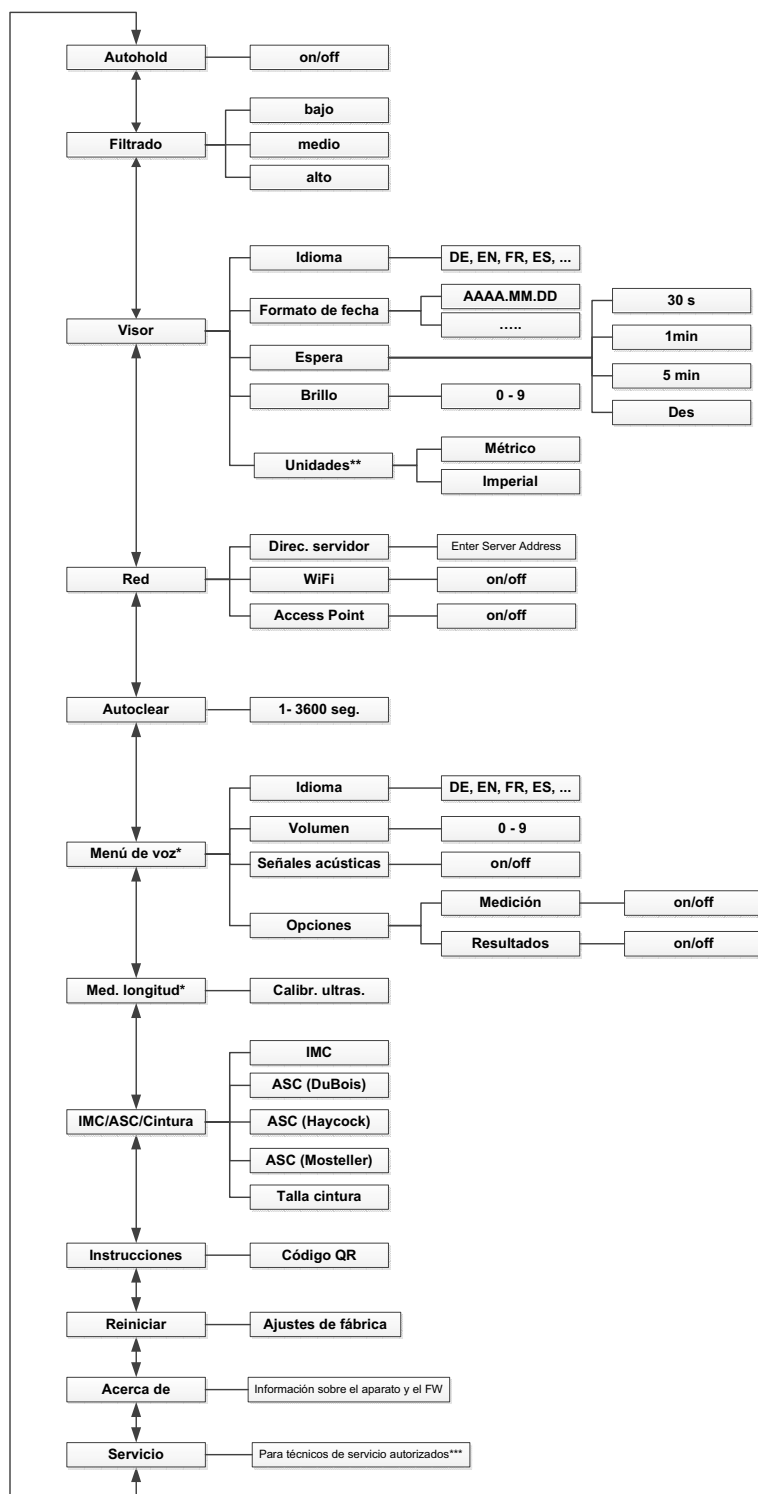 Autohold
on/off
Filtrado
bajo
medio
alto
Visor
Idioma
DE, EN, FR, ES, ...
Formato de fecha
AAAA.MM.DD
.....
Espera
30 s
1min
5 min
Des
Brillo
0 - 9
Unidades**
Métrico
Imperial
Red
Direc. servidor
Enter Server Address
WiFi
on/off
Access Point
on/off
Autoclear
1- 3600 seg.
Menú de voz*
Idioma
DE, EN, FR, ES, ...
Volumen
0 - 9
Señales acústicas
on/off
Opciones
Medición
on/off
Resultados
on/off
Med. longitud*
Calibr. ultras.
IMC/ASC/Cintura
IMC
ASC (DuBois)
ASC (Haycock)
ASC (Mosteller)
Talla cintura
Instrucciones
Código QR
Reiniciar
Ajustes de fábrica
Acerca de
Información sobre el aparato y el FW
Servicio
Para técnicos de servicio autorizados***